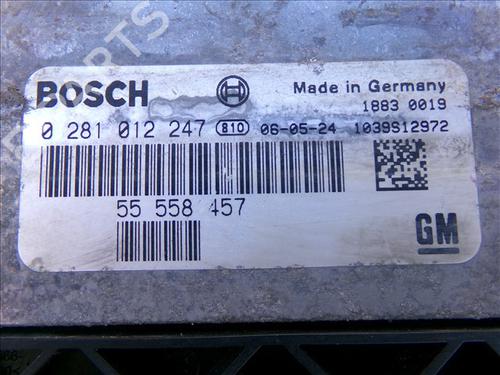 BOSCH
Made in Germany
1883 0019
0 281 012 247 810 06-05-24 1039S12972
55 558 457
GM
PARTS